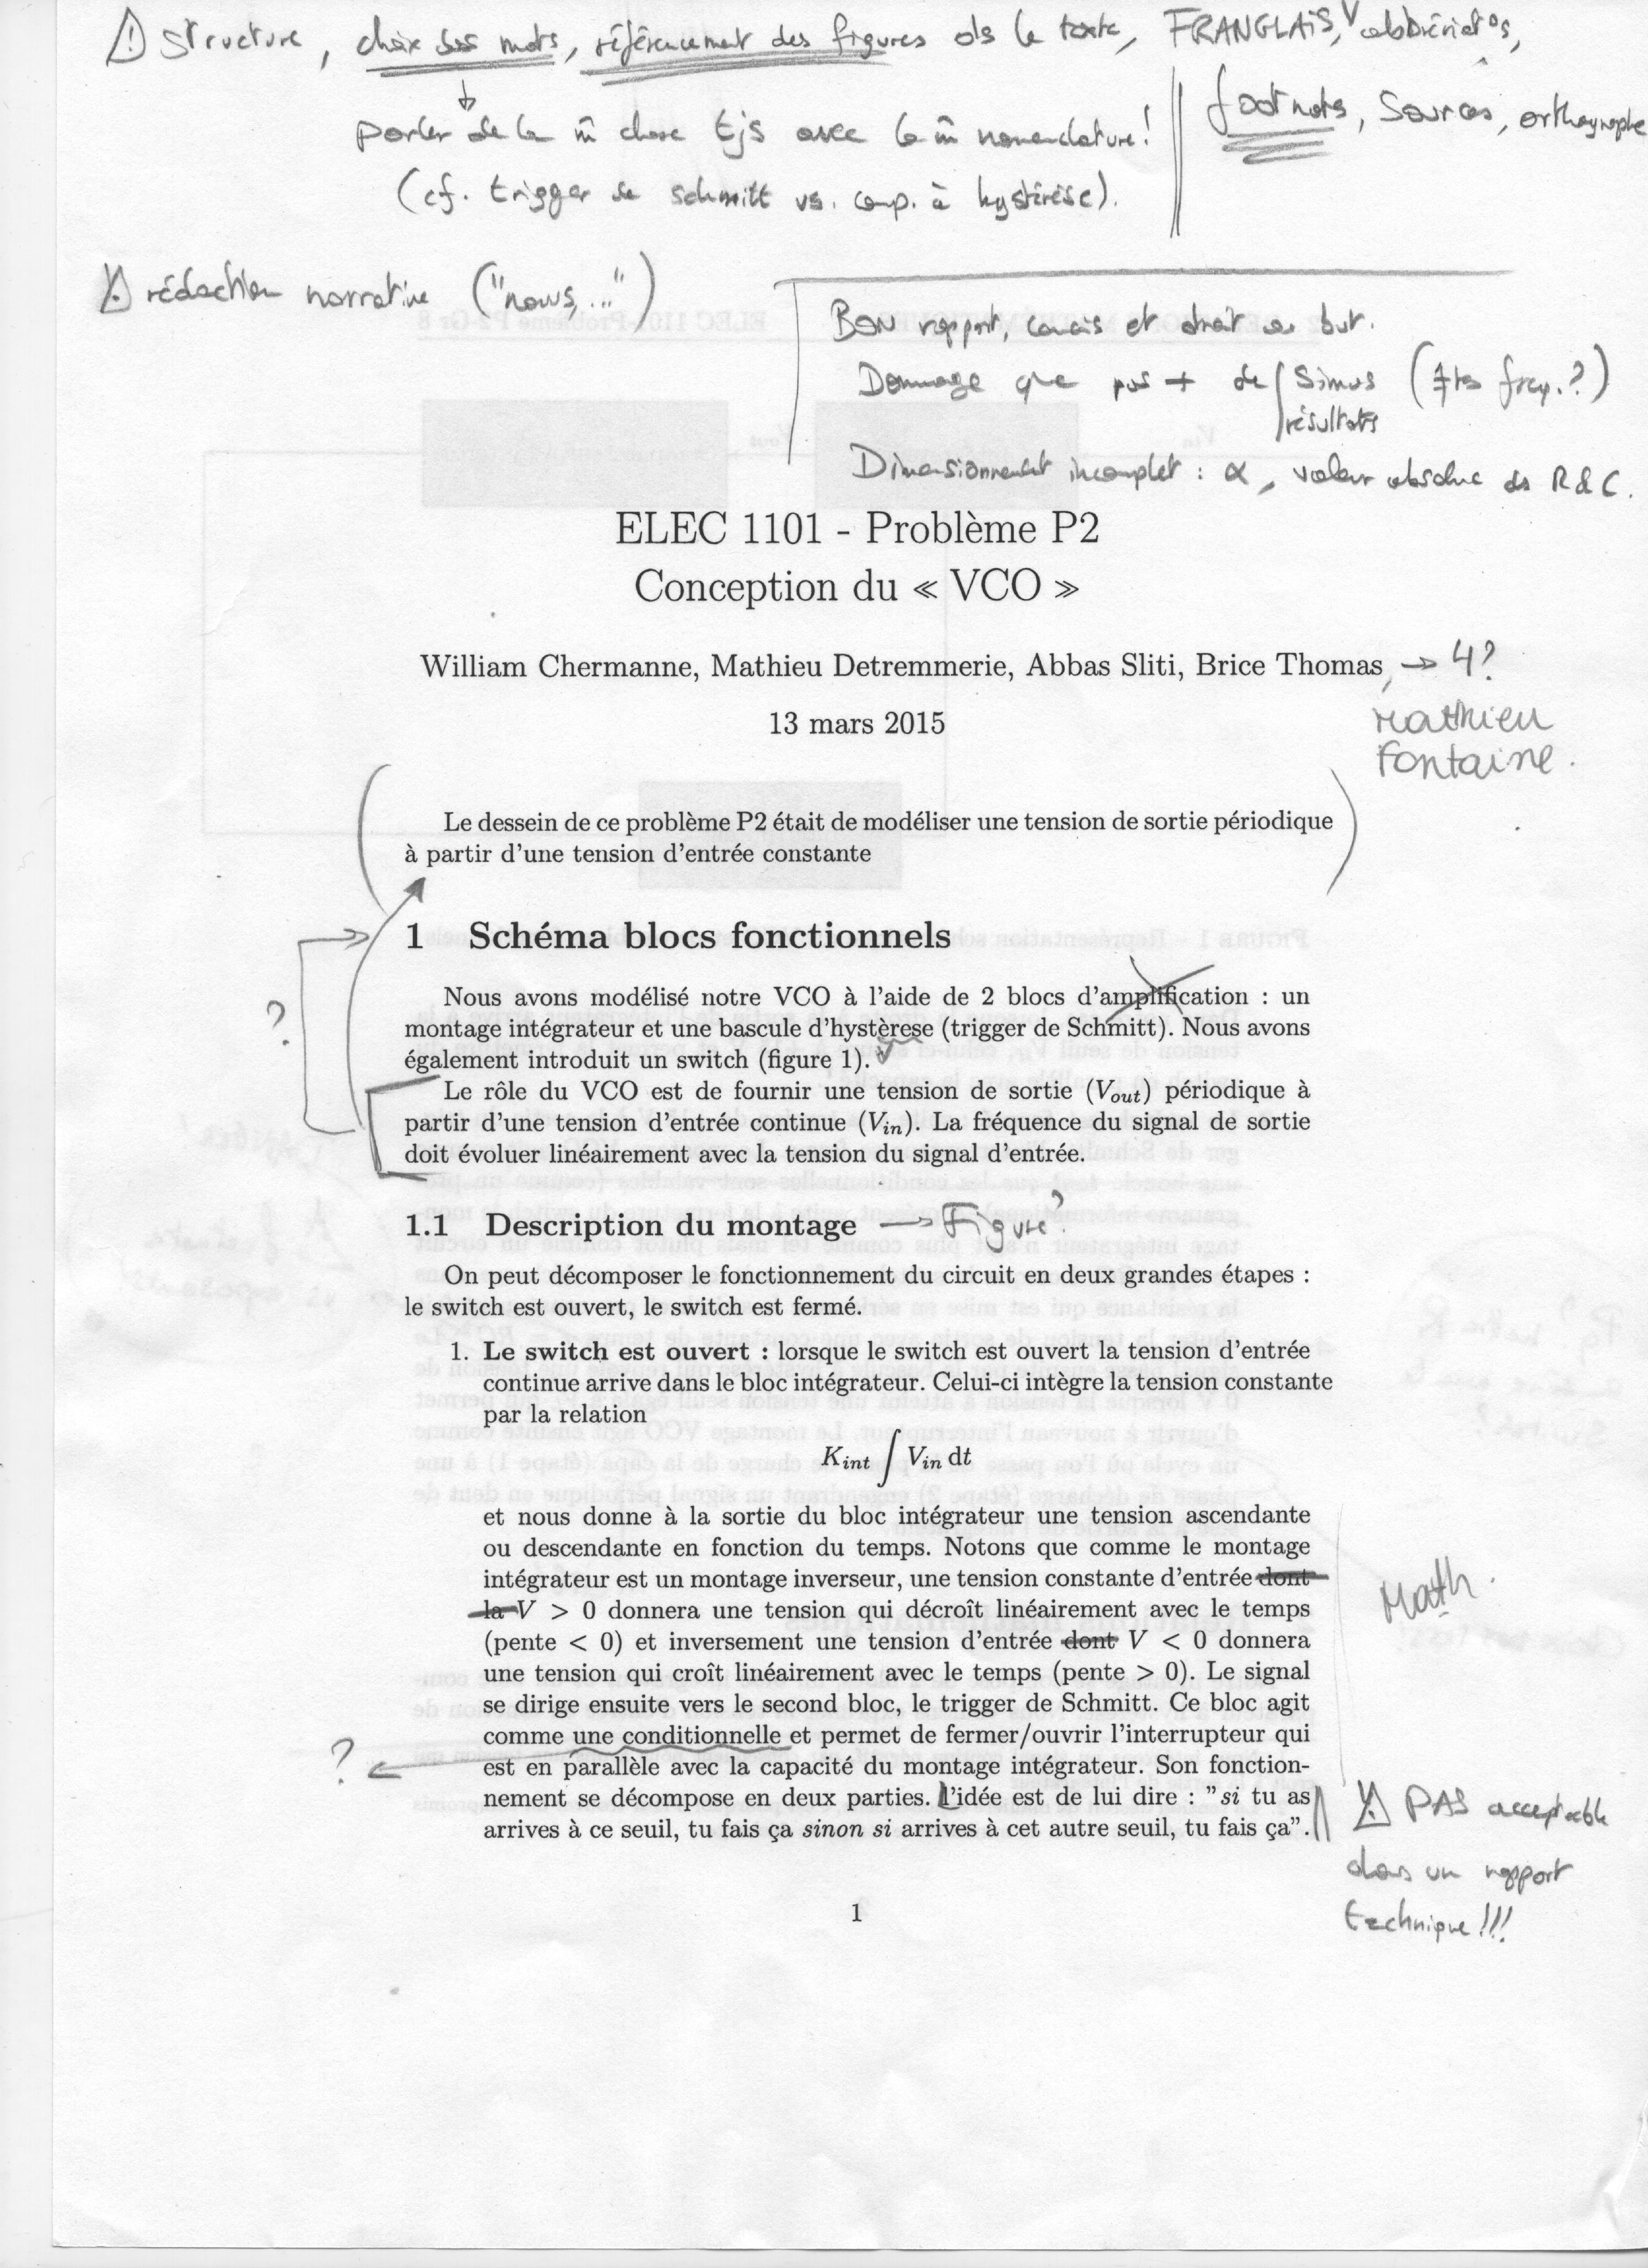 ⚠ structure, choix des mots, référencement des figures ds le texte, FRANGLAIS, abbréviat°s,
footnotes, Sources, orthographe
parler de la m̂ chose tjs avec la m̂ nomenclature!
(cf. trigger de schmitt vs. comp. à hystérèse).
⚠ rédaction narrative ("nous,...")
Bon rapport, concis et droit au but.
Dommage que pas + de simus (≠tes freq.?)
résultats
Dimensionnement incomplet : α, valeur absolue de R & C.
ELEC 1101 - Problème P2
Conception du « VCO »
William Chermanne, Mathieu Detremmerie, Abbas Sliti, Brice Thomas, → 4?
Mathieu
Fontaine.
13 mars 2015
Le dessein de ce problème P2 était de modéliser une tension de sortie périodique
à partir d'une tension d'entrée constante
1 Schéma blocs fonctionnels
Nous avons modélisé notre VCO à l'aide de 2 blocs d'amplification : un
montage intégrateur et une bascule d'hystèrese (trigger de Schmitt). Nous avons
également introduit un switch (figure 1).
?
Le rôle du VCO est de fournir une tension de sortie (Vout) périodique à
partir d'une tension d'entrée continue (Vin). La fréquence du signal de sortie
doit évoluer linéairement avec la tension du signal d'entrée.
1.1 Description du montage → Figure?
On peut décomposer le fonctionnement du circuit en deux grandes étapes :
le switch est ouvert, le switch est fermé.
1. Le switch est ouvert : lorsque le switch est ouvert la tension d'entrée
continue arrive dans le bloc intégrateur. Celui-ci intègre la tension constante
par la relation
Kint ∫ Vin dt
et nous donne à la sortie du bloc intégrateur une tension ascendante
ou descendante en fonction du temps. Notons que comme le montage
intégrateur est un montage inverseur, une tension constante d'entrée dont
la V > 0 donnera une tension qui décroît linéairement avec le temps
Math.
(pente < 0) et inversement une tension d'entrée dont V < 0 donnera
une tension qui croît linéairement avec le temps (pente > 0). Le signal
se dirige ensuite vers le second bloc, le trigger de Schmitt. Ce bloc agit
comme une conditionnelle et permet de fermer/ouvrir l'interrupteur qui
?
est en parallèle avec la capacité du montage intégrateur. Son fonction-
nement se décompose en deux parties. L'idée est de lui dire : "si tu as
arrives à ce seuil, tu fais ça sinon si arrives à cet autre seuil, tu fais ça".
⚠ PAS acceptable
dans un rapport
technique!!!
1